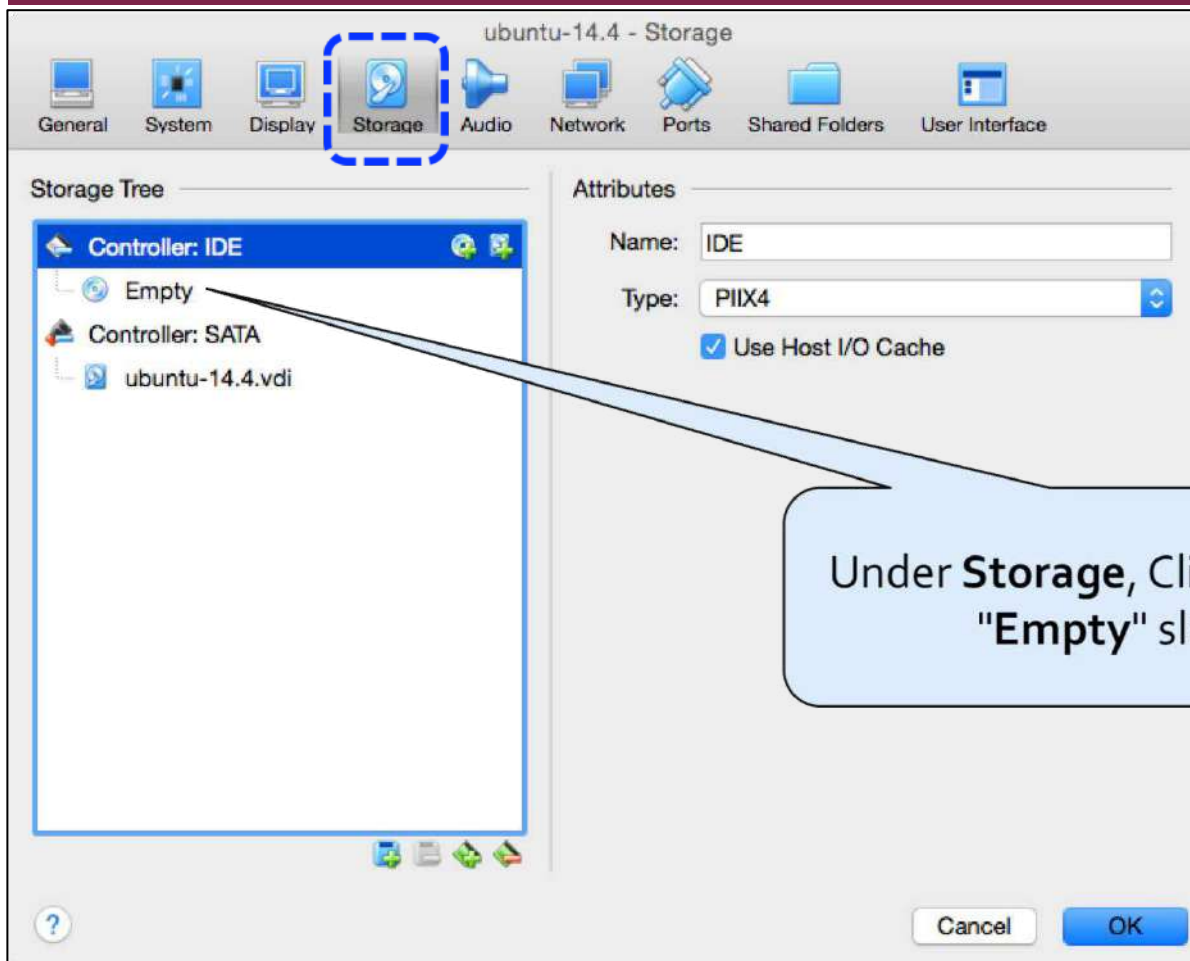 ubuntu-14.4 - Storage
General System Display Storage Audio Network Ports Shared Folders User Interface
Storage Tree
Attributes
Controller: IDE
Name: IDE
Empty
Type: PIIX4
Controller: SATA
Use Host I/O Cache
ubuntu-14.4.vdi
Under Storage, Cli
"Empty" sl
? Cancel OK